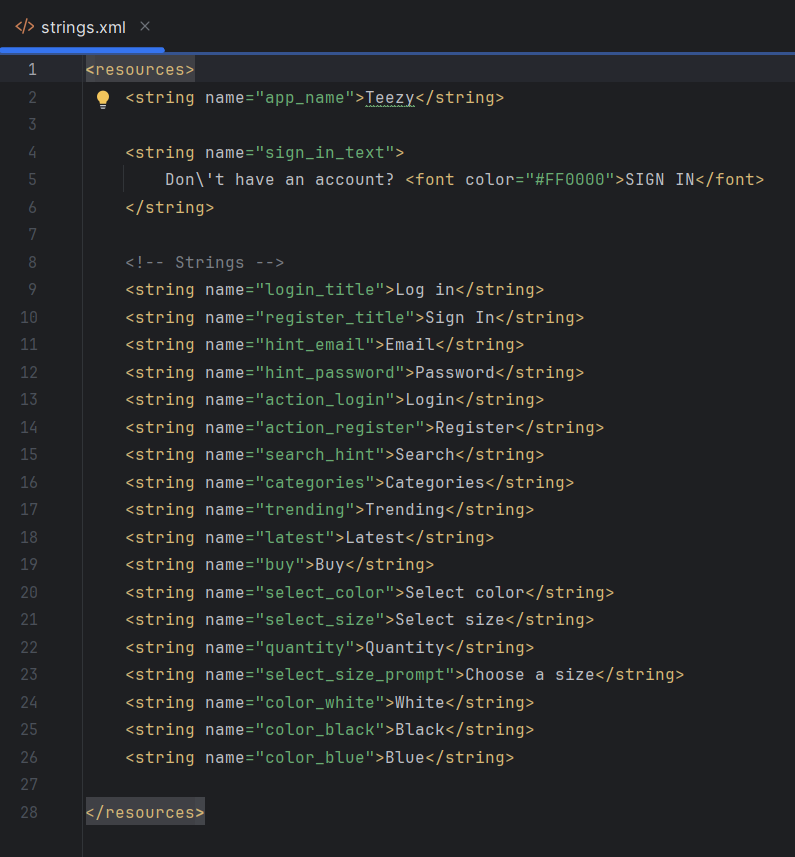 </> strings.xml ×
1 <resources>
2 <string name="app_name">Teezy</string>
3
4 <string name="sign_in_text">
5 Don\'t have an account? <font color="#FF0000">SIGN IN</font>
6 </string>
7
8 <!-- Strings -->
9 <string name="login_title">Log in</string>
10 <string name="register_title">Sign In</string>
11 <string name="hint_email">Email</string>
12 <string name="hint_password">Password</string>
13 <string name="action_login">Login</string>
14 <string name="action_register">Register</string>
15 <string name="search_hint">Search</string>
16 <string name="categories">Categories</string>
17 <string name="trending">Trending</string>
18 <string name="latest">Latest</string>
19 <string name="buy">Buy</string>
20 <string name="select_color">Select color</string>
21 <string name="select_size">Select size</string>
22 <string name="quantity">Quantity</string>
23 <string name="select_size_prompt">Choose a size</string>
24 <string name="color_white">White</string>
25 <string name="color_black">Black</string>
26 <string name="color_blue">Blue</string>
27
28 </resources>